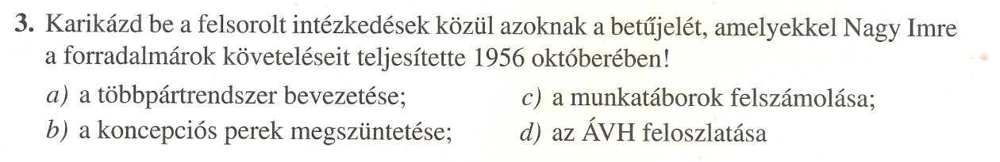 3. Karikázd be a felsorolt intézkedések közül azoknak a betűjelét, amelyekkel Nagy Imre
a forradalmárok követeléseit teljesítette 1956 októberében!
a) a többpártrendszer bevezetése; c) a munkatáborok felszámolása;
b) a koncepciós perek megszüntetése; d) az ÁVH feloszlatása